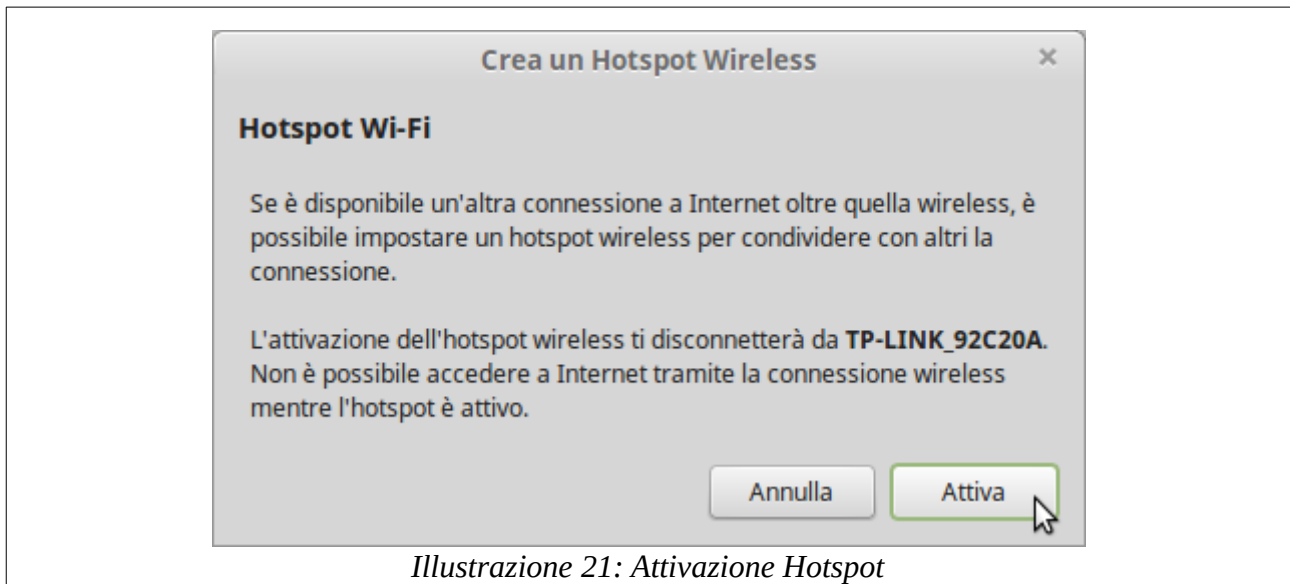 Crea un Hotspot Wireless
Hotspot Wi-Fi
Se è disponibile un'altra connessione a Internet oltre quella wireless, è
possibile impostare un hotspot wireless per condividere con altri la
connessione.
L'attivazione dell'hotspot wireless ti disconnetterà da TP-LINK_92C20A.
Non è possibile accedere a Internet tramite la connessione wireless
mentre l'hotspot è attivo.
Annulla Attiva
Illustrazione 21: Attivazione Hotspot